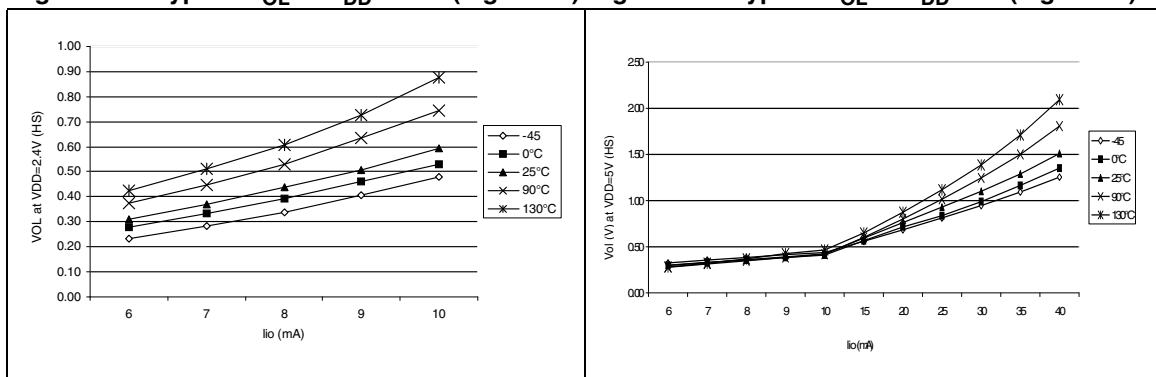 VOL at VDD=2.4V (HS)
1.00
0.90
0.80
0.70
0.60
0.50
0.40
0.30
0.20
0.10
0.00
6 7 8 9 10
Iio (mA)
-45
0°C
25°C
90°C
130°C
Vol (V) at VDD=5V (HS)
2.50
2.00
1.50
1.00
0.50
0.00
6 7 8 9 10 15 20 25 30 35 40
Iio (mA)
-45
0°C
25°C
90°C
130°C